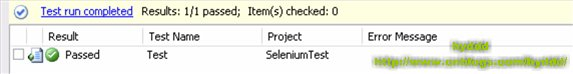 Test run completed Results: 1/1 passed; Item(s) checked: 0
Result Test Name Project Error Message
Passed Test SeleniumTest